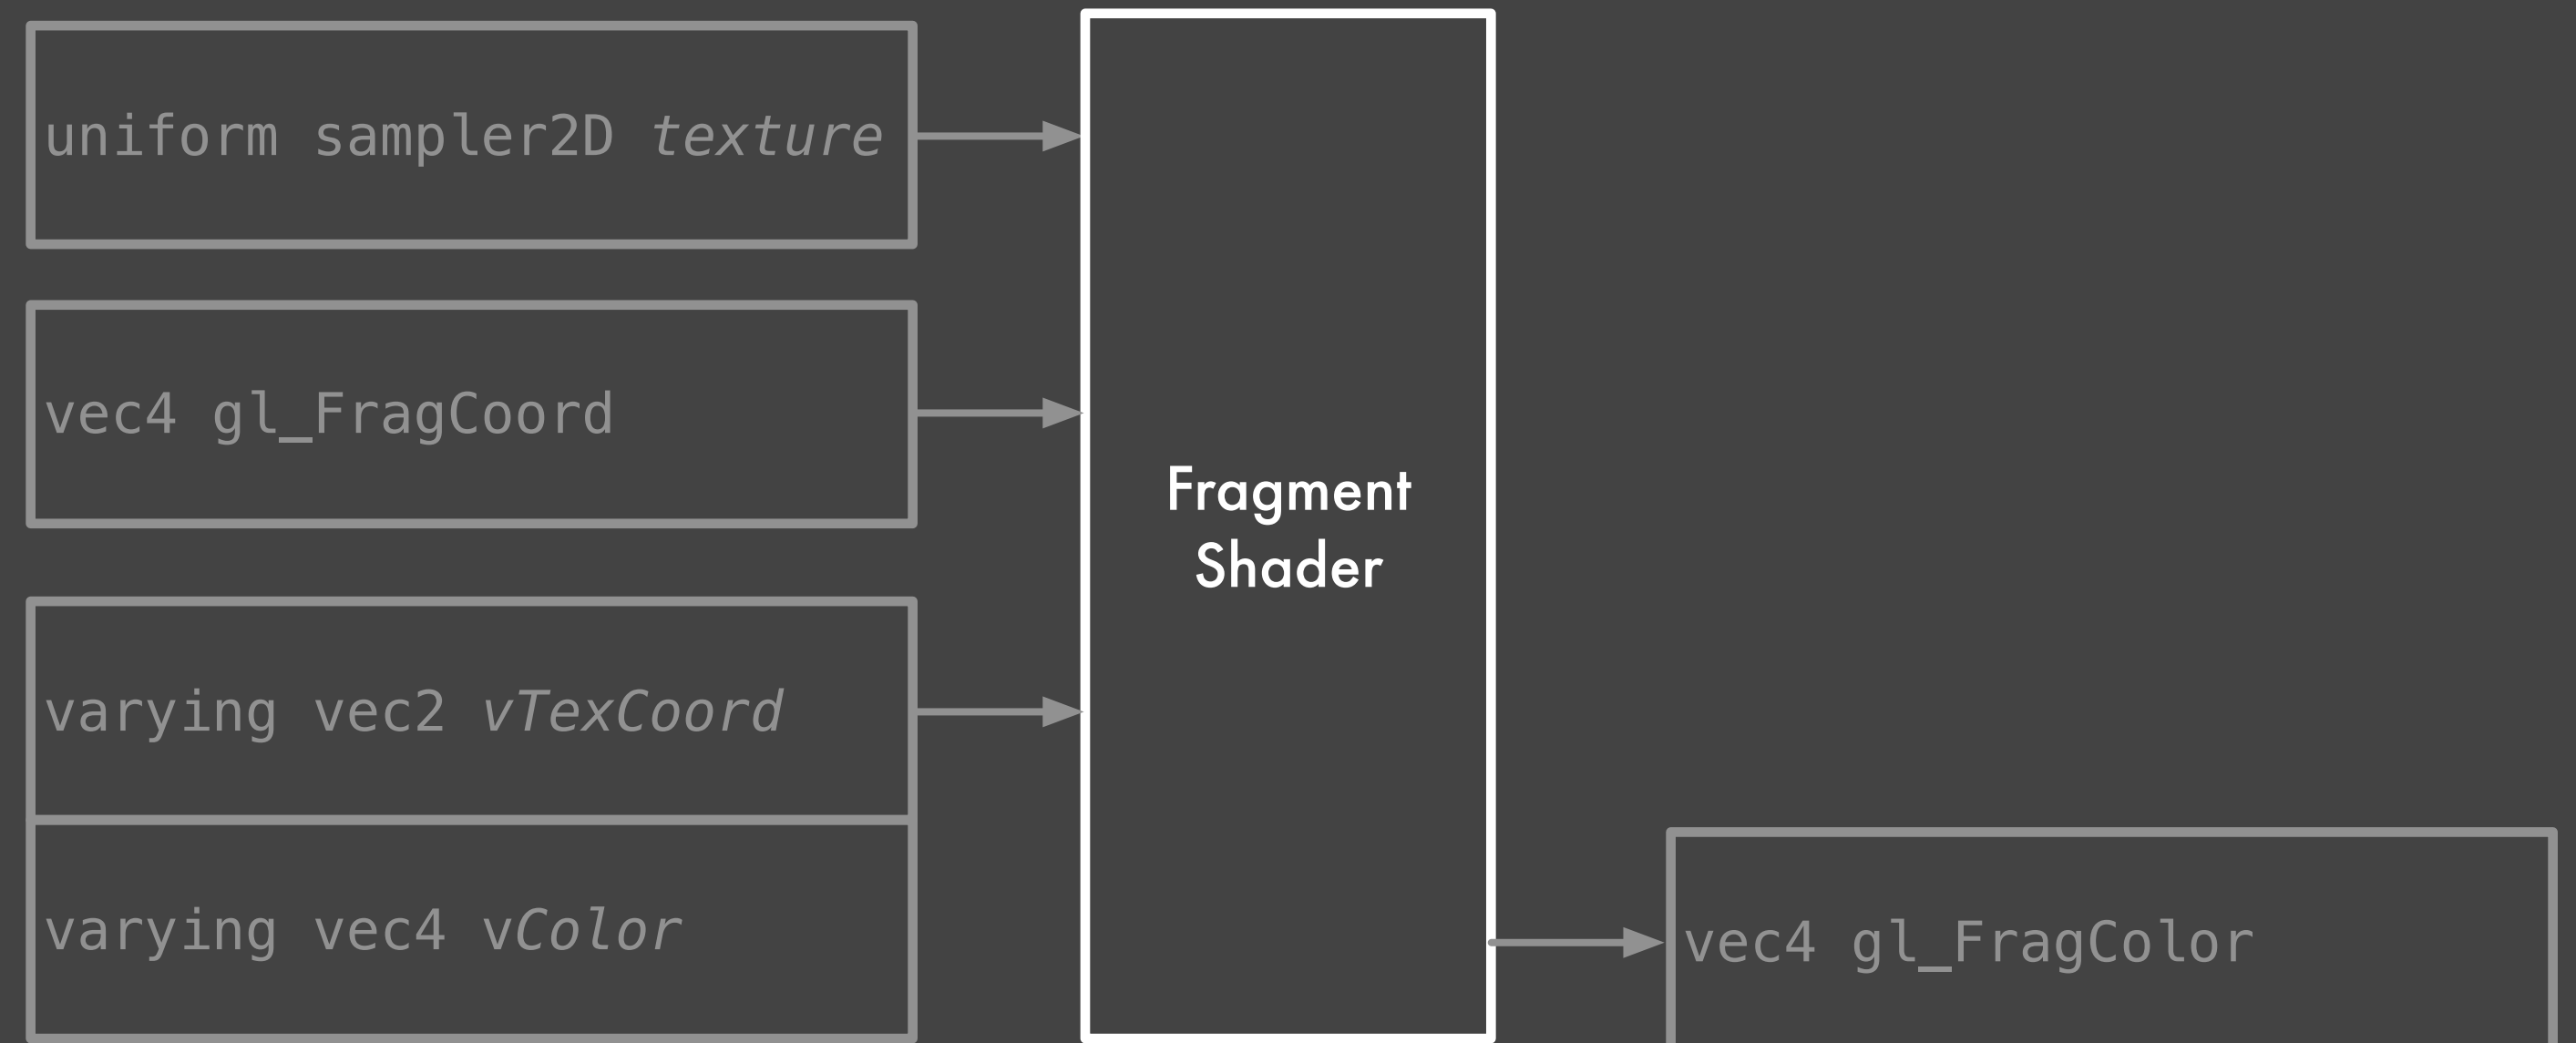 uniform sampler2D texture
vec4 gl_FragCoord
Fragment
Shader
varying vec2 vTexCoord
varying vec4 vColor
vec4 gl_FragColor